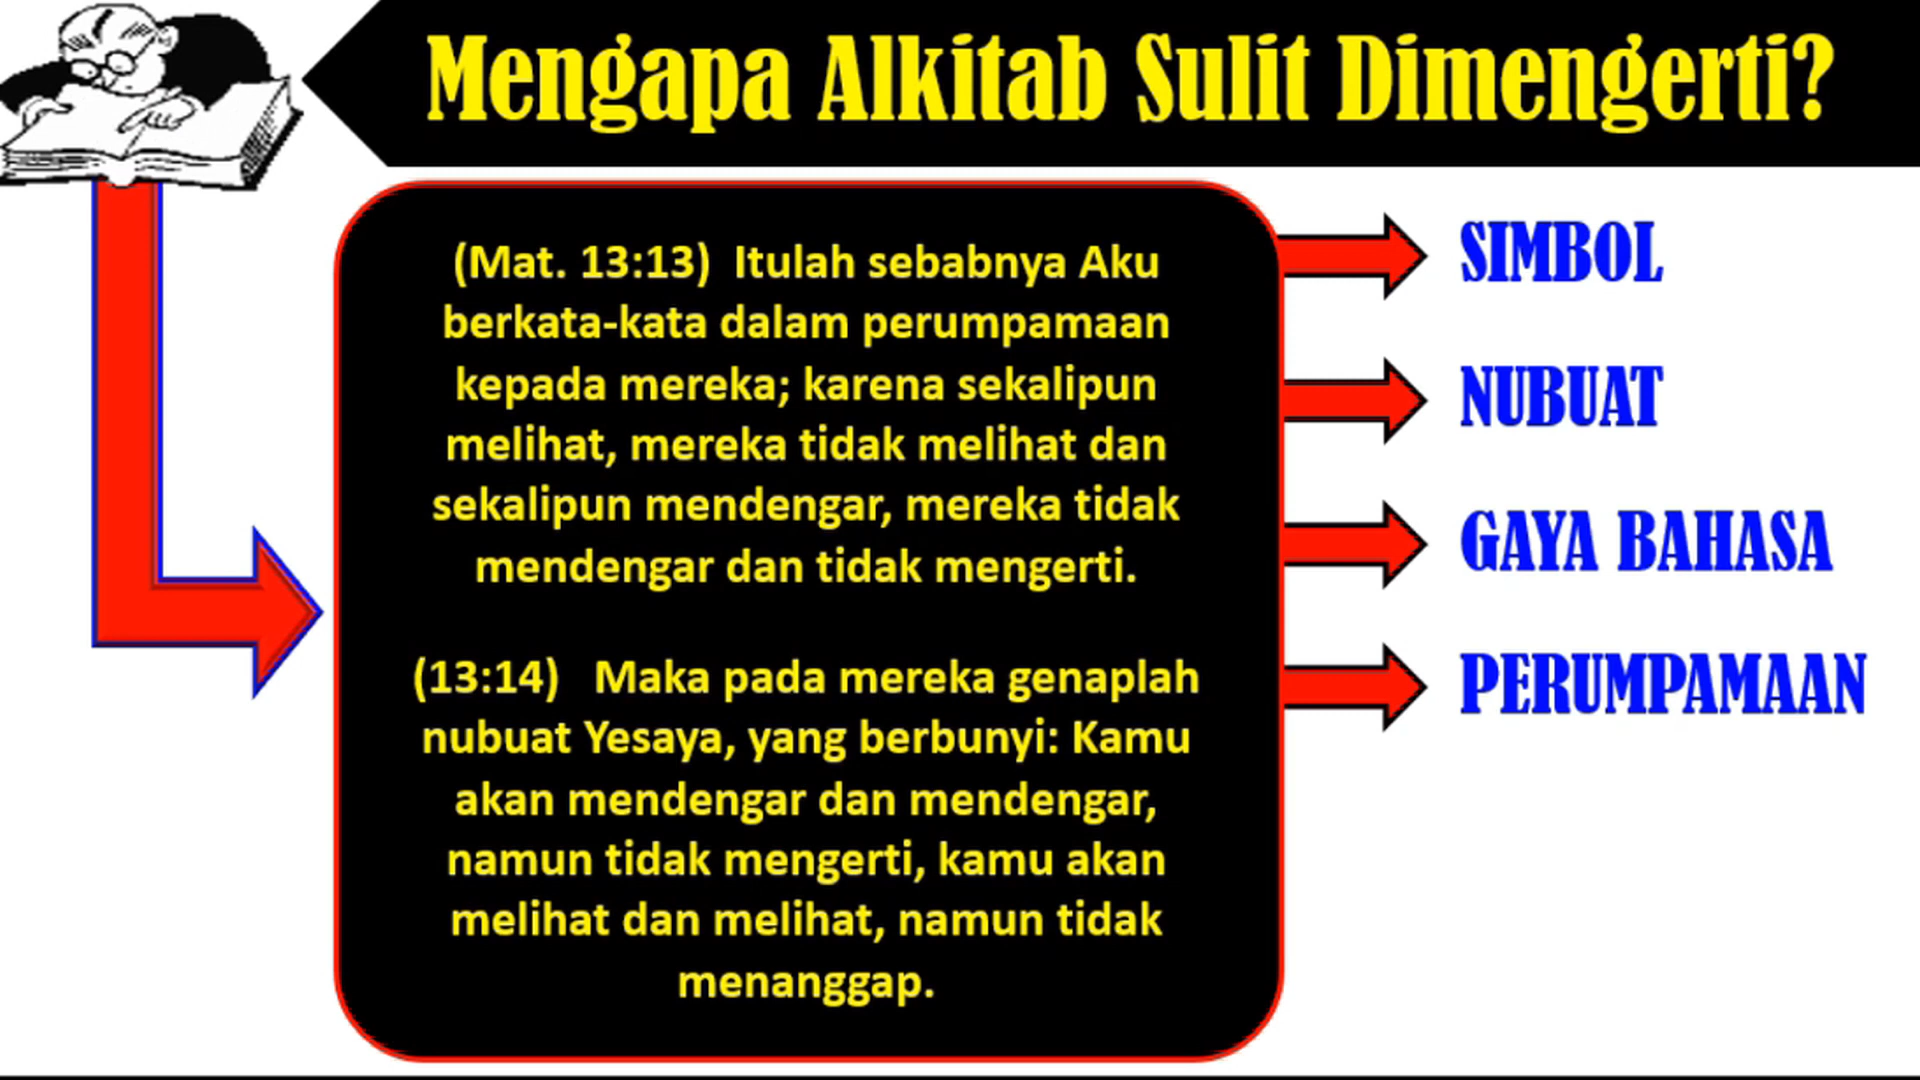 Mengapa Alkitab Sulit Dimengerti?
(Mat. 13:13) Itulah sebabnya Aku
berkata-kata dalam perumpamaan
kepada mereka; karena sekalipun
melihat, mereka tidak melihat dan
sekalipun mendengar, mereka tidak
mendengar dan tidak mengerti.
(13:14) Maka pada mereka genaplah
nubuat Yesaya, yang berbunyi: Kamu
akan mendengar dan mendengar,
namun tidak mengerti, kamu akan
melihat dan melihat, namun tidak
menanggap.
SIMBOL
NUBUAT
GAYA BAHASA
PERUMPAMAAN